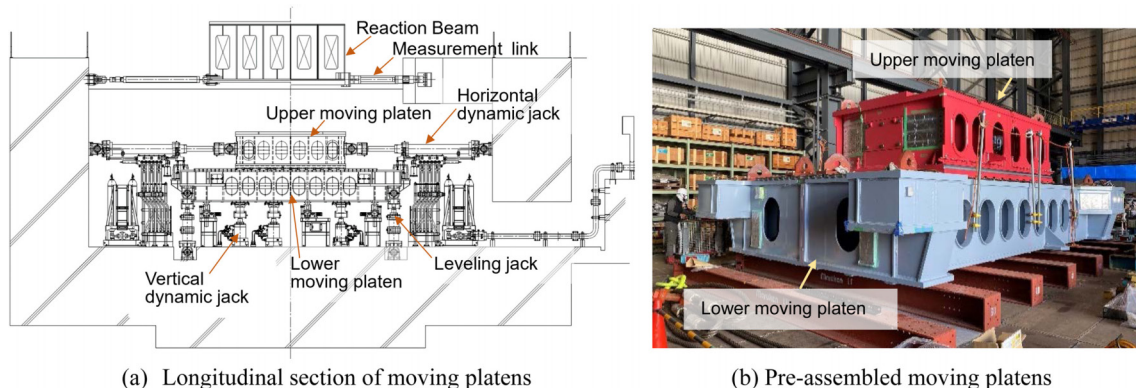 Reaction Beam
Measurement link
Horizontal
dynamic jack
Upper moving platen
Vertical
dynamic jack
Lower
moving platen
Leveling jack
(a) Longitudinal section of moving platens
Upper moving platen
Lower moving platen
(b) Pre-assembled moving platens